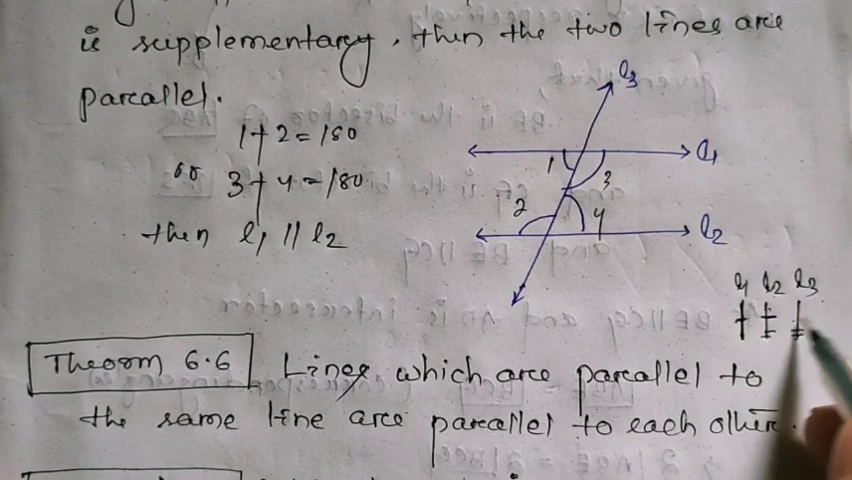 is supplementary, then the two lines are
parallel.
1 + 2 = 180
or 3 + 4 = 180
then l1 // l2
l3
l1
1 3
2 4
l2
l1 l2 l3
Theorm 6.6 Lines which are parallel to
the same line are parallel to each other.